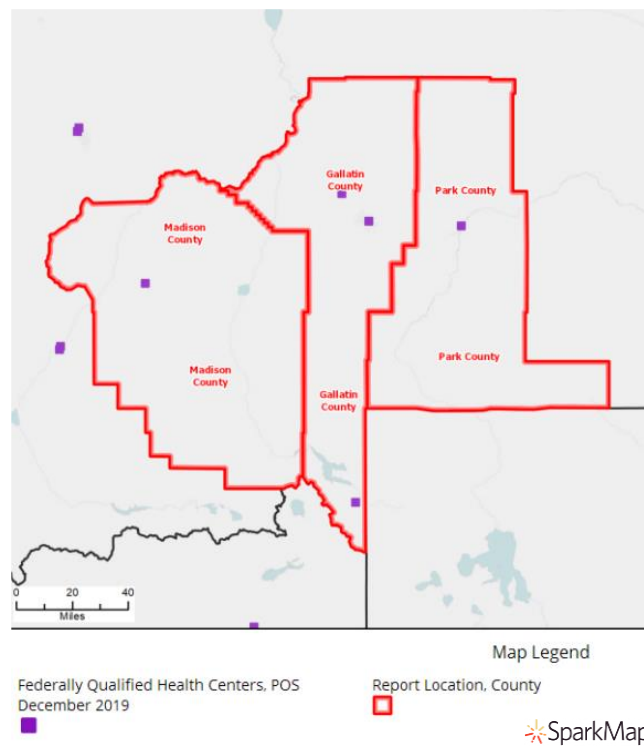 Gallatin
County
Park County
Madison
County
Park County
Madison
County
Gallatin
County
0 20 40
Miles
Map Legend
Federally Qualified Health Centers, POS
December 2019
Report Location, County
SparkMap